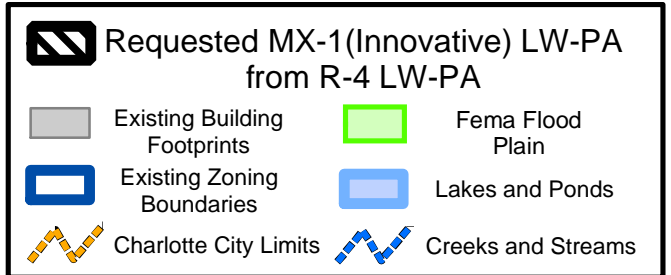 Requested MX-1(Innovative) LW-PA
from R-4 LW-PA
Existing Building
Footprints
Fema Flood
Plain
Existing Zoning
Boundaries
Lakes and Ponds
Charlotte City Limits
Creeks and Streams